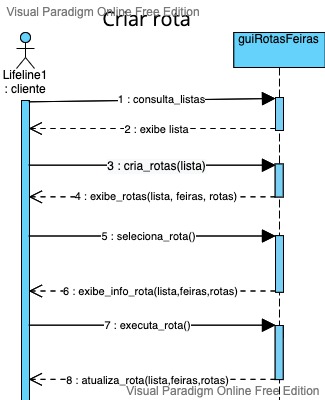 Visual Paradigm Online Free Edition
Criar rota
guiRotasFeiras
Lifeline1
: cliente
1 : consulta_listas
2 : exibe lista
3 : cria_rotas(lista)
4 : exibe_rotas(lista, feiras, rotas)
5 : seleciona_rota()
6 : exibe_info_rota(lista,feiras,rotas)
7 : executa_rota()
8 : atualiza_rota(lista,feiras,rotas)
Visual Paradigm Online Free Edition